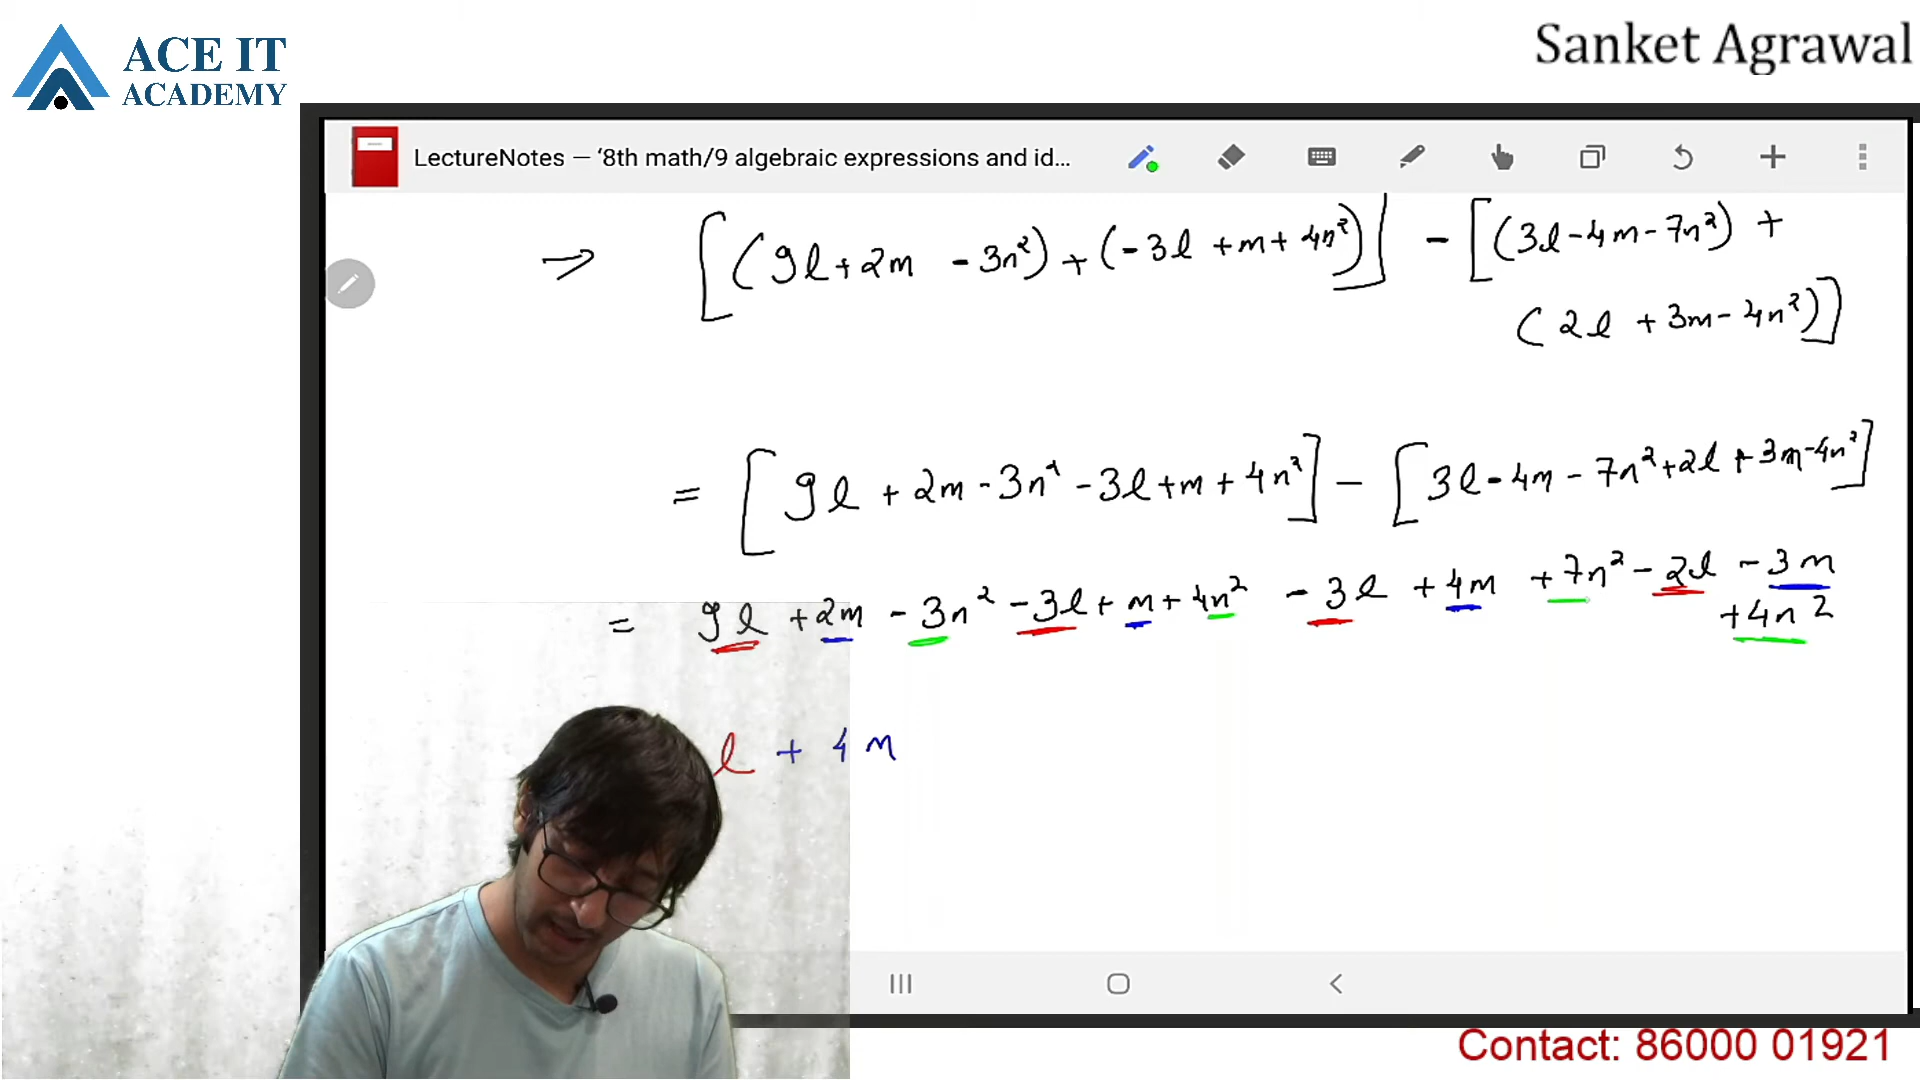 ACE IT
ACADEMY
Sanket Agrawal
LectureNotes — ‘8th math/9 algebraic expressions and id...
⇒ [(9l+2m -3n²)+(-3l+m+4n²)] - [(3l-4m-7n²)+
(2l+3m-4n²)]
= [9l+2m-3n²-3l+m+4n²] - [3l-4m-7n²+2l+3m-4n²]
= 9l+2m-3n²-3l+m+4n² -3l+4m+7n²-2l-3m
+4n2
l + 4m
Contact: 86000 01921